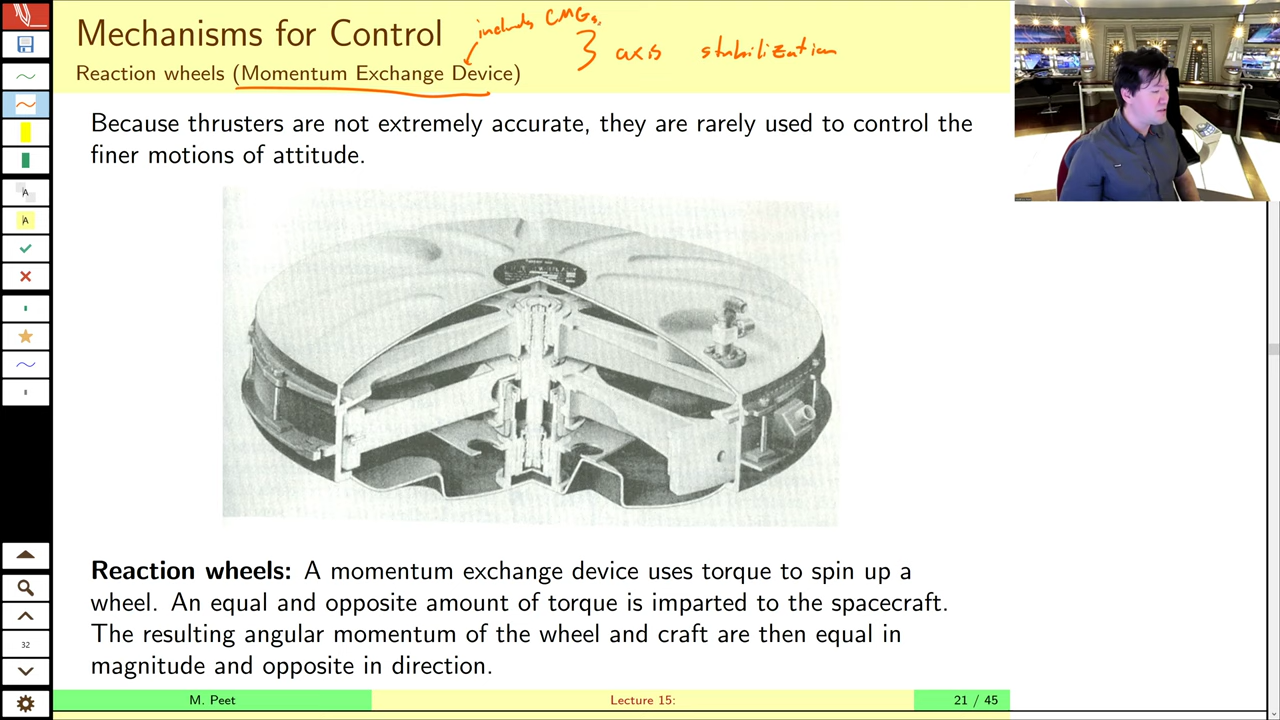 Mechanisms for Control
includes CMGs,
3 axis stabilization
Reaction wheels (Momentum Exchange Device)
Because thrusters are not extremely accurate, they are rarely used to control the
finer motions of attitude.
Reaction wheels: A momentum exchange device uses torque to spin up a
wheel. An equal and opposite amount of torque is imparted to the spacecraft.
The resulting angular momentum of the wheel and craft are then equal in
magnitude and opposite in direction.
M. Peet
Lecture 15:
21 / 45
A
A
32